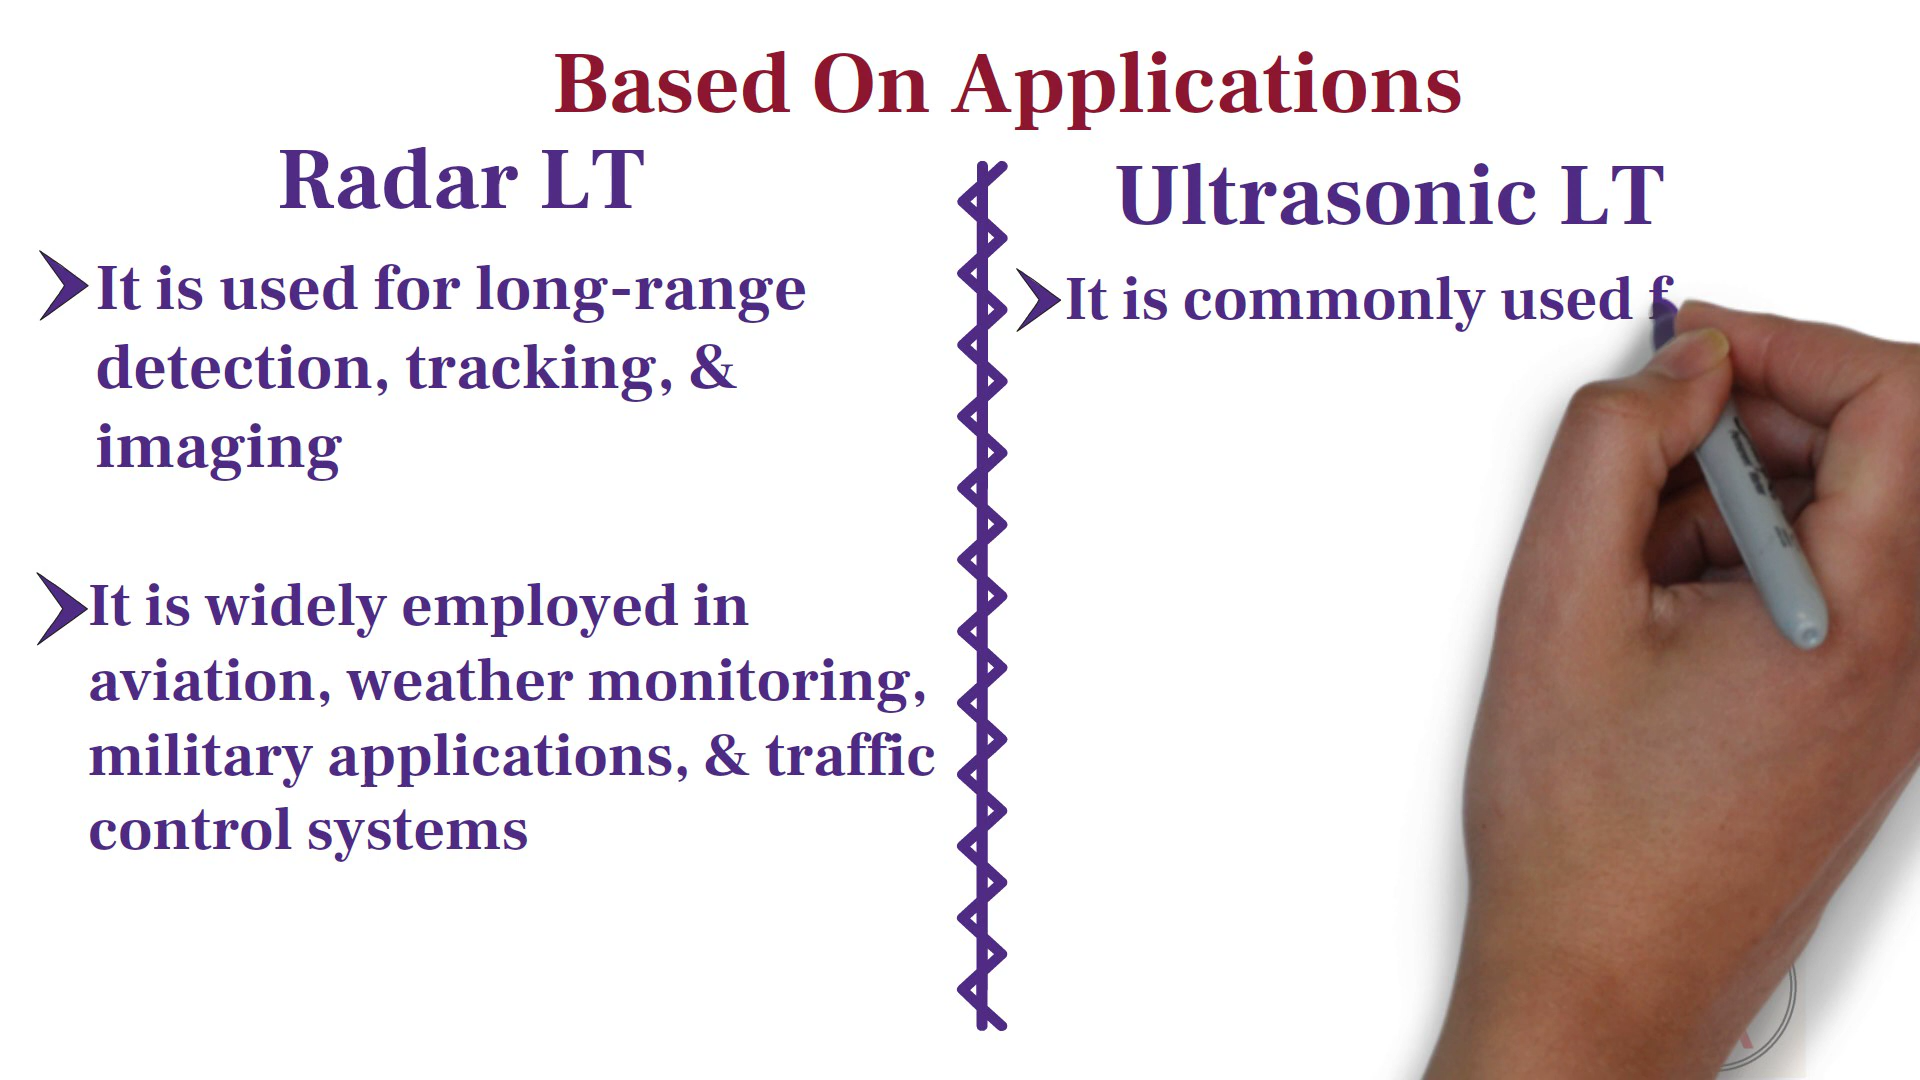 Based On Applications
Radar LT
It is used for long-range
detection, tracking, &
imaging
It is widely employed in
aviation, weather monitoring,
military applications, & traffic
control systems
Ultrasonic LT
It is commonly used f